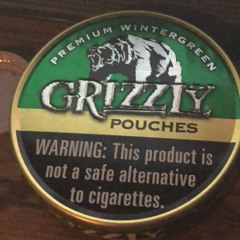 PREMIUM WINTERGREEN
GRIZZLY
POUCHES
WARNING: This product is
not a safe alternative
to cigarettes.